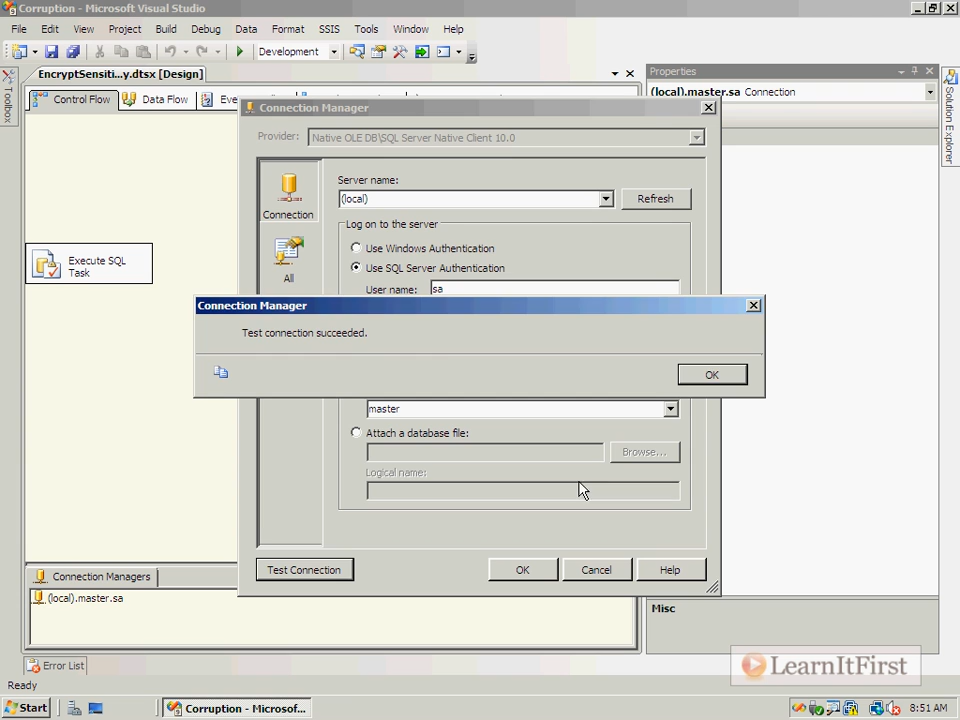 Corruption - Microsoft Visual Studio
File Edit View Project Build Debug Data Format SSIS Tools Window Help
Development
EncryptSensiti...y.dtsx [Design]
Control Flow Data Flow Eve
Toolbox
Execute SQL
Task
Connection Manager
Provider: Native OLE DB\SQL Server Native Client 10.0
Connection
All
Server name:
(local)
Refresh
Log on to the server
Use Windows Authentication
Use SQL Server Authentication
User name: sa
Connection Manager
Test connection succeeded.
OK
master
Attach a database file:
Browse...
Logical name:
Test Connection OK Cancel Help
Properties
(local).master.sa Connection
Misc
Solution Explorer
Connection Managers
(local).master.sa
Error List
Ready
LearnItFirst
Start
Corruption - Microsof...
8:51 AM